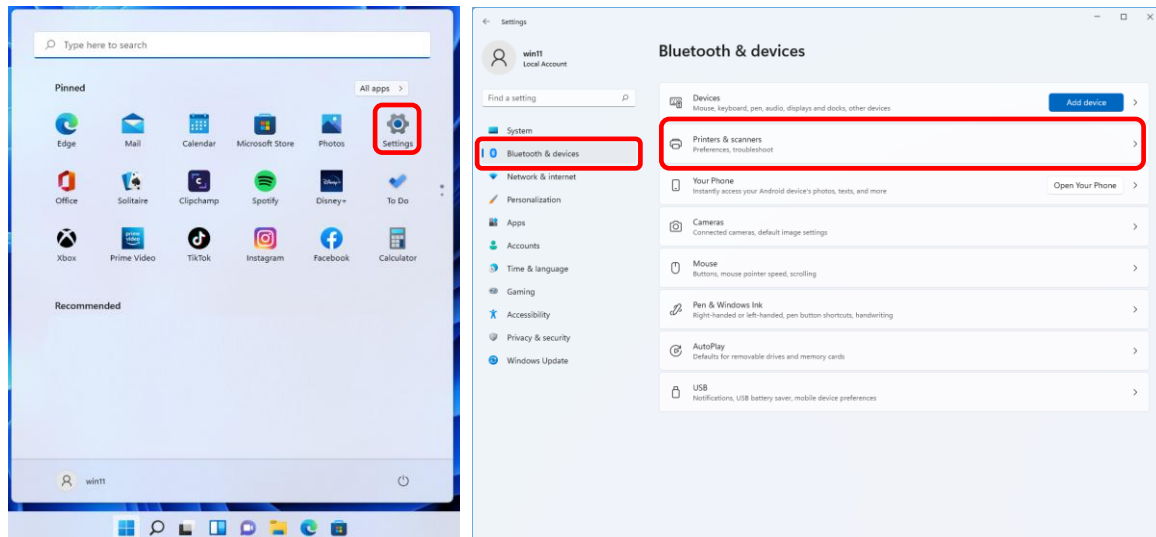 Type here to search
Pinned
All apps >
Edge
Mail
Calendar
Microsoft Store
Photos
Settings
Office
Solitaire
Clipchamp
Spotify
Disney+
To Do
Xbox
prime video
Prime Video
TikTok
Instagram
Facebook
Calculator
Recommended
win11
Settings
win11
Local Account
Find a setting
System
Bluetooth & devices
Network & internet
Personalization
Apps
Accounts
Time & language
Gaming
Accessibility
Privacy & security
Windows Update
Bluetooth & devices
Devices
Mouse, keyboard, pen, audio, displays and docks, other devices
Add device
Printers & scanners
Preferences, troubleshoot
Your Phone
Instantly access your Android device's photos, texts, and more
Open Your Phone
Cameras
Connected cameras, default image settings
Mouse
Buttons, mouse pointer speed, scrolling
Pen & Windows Ink
Right-handed or left-handed, pen button shortcuts, handwriting
AutoPlay
Defaults for removable drives and memory cards
USB
Notifications, USB battery saver, mobile device preferences